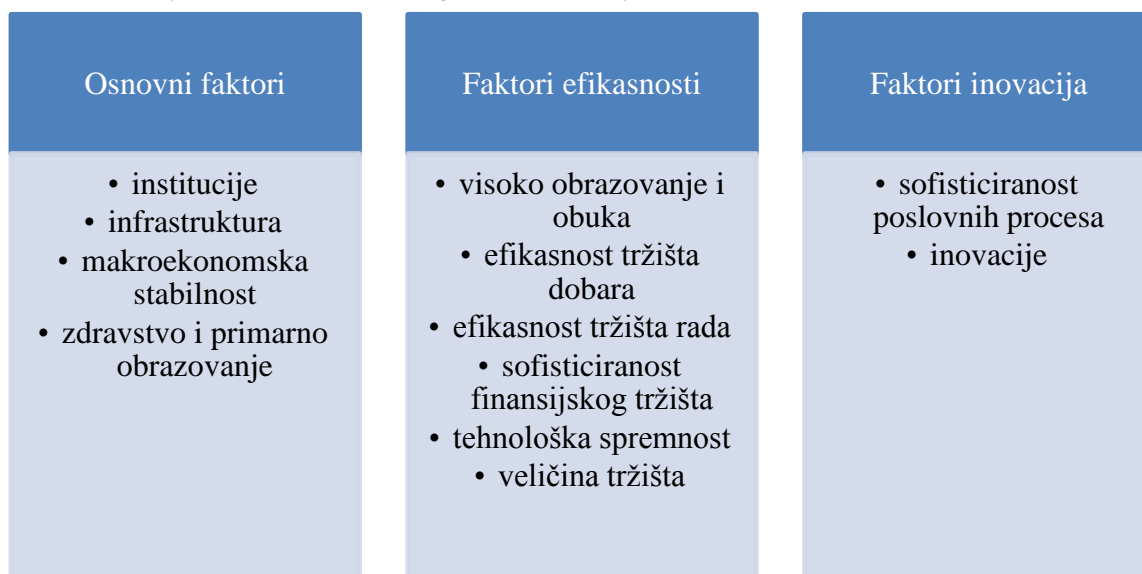 Osnovni faktori
• institucije
• infrastruktura
• makroekonomska
stabilnost
• zdravstvo i primarno
obrazovanje
Faktori efikasnosti
• visoko obrazovanje i
obuka
• efikasnost tržišta
dobara
• efikasnost tržišta rada
• sofisticiranost
finansijskog tržišta
• tehnološka spremnost
• veličina tržišta
Faktori inovacija
• sofisticiranost
poslovnih procesa
• inovacije